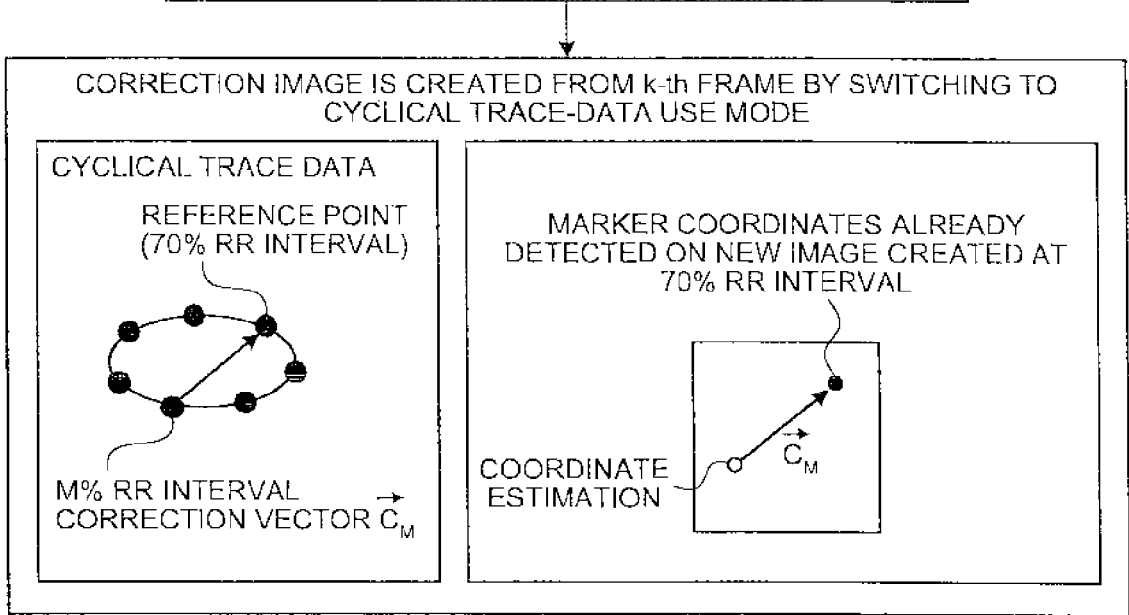 CORRECTION IMAGE IS CREATED FROM k-th FRAME BY SWITCHING TO
CYCLICAL TRACE-DATA USE MODE
CYCLICAL TRACE DATA
REFERENCE POINT
(70% RR INTERVAL)
M% RR INTERVAL
CORRECTION VECTOR C_M
MARKER COORDINATES ALREADY
DETECTED ON NEW IMAGE CREATED AT
70% RR INTERVAL
COORDINATE
ESTIMATION
C_M